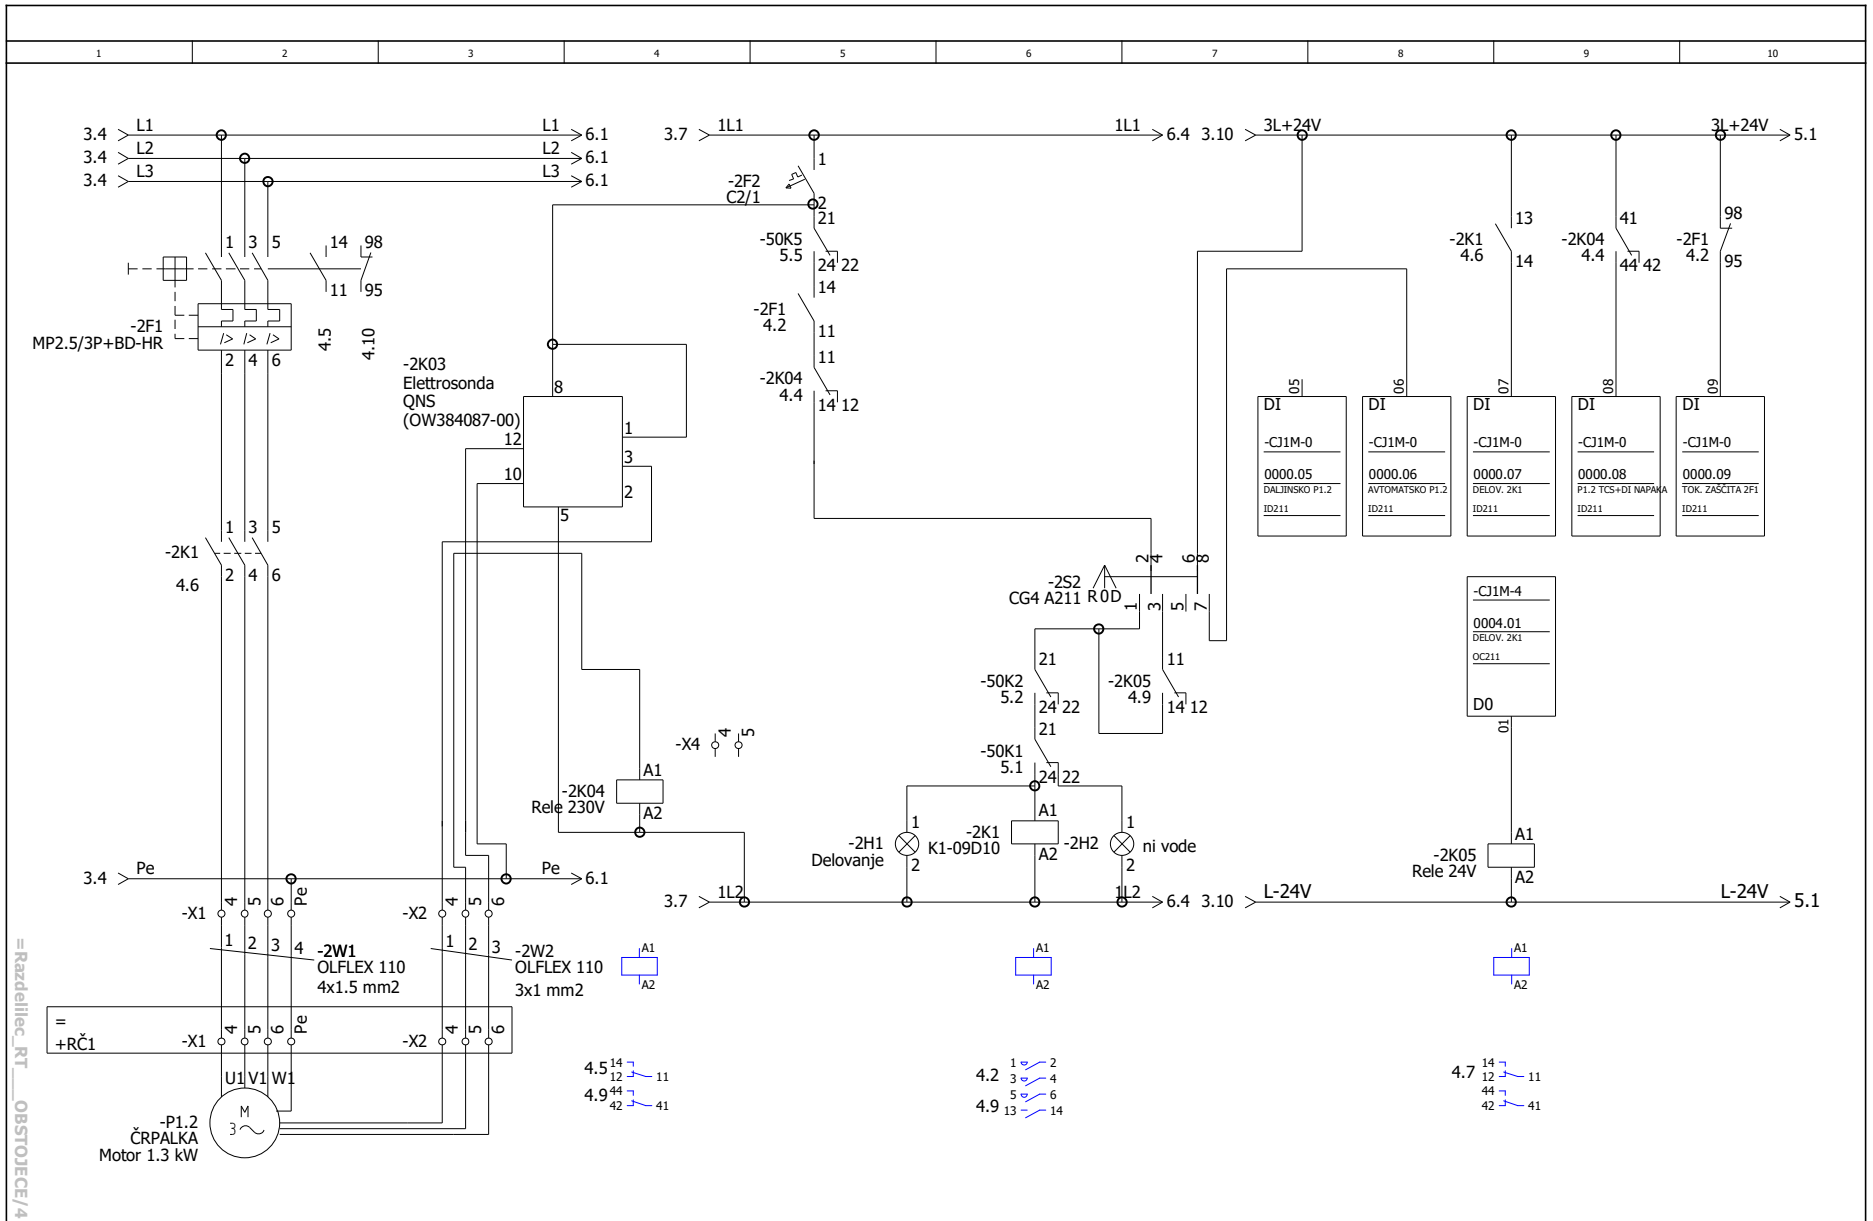 1 2 3 4 5 6 7 8 9 10
3.4 L1 L1 6.1 3.7 1L1 1L1 6.4 3.10 3L+24V 3L+24V 5.1
3.4 L2 L2 6.1
3.4 L3 L3 6.1
1 3 5 14 98
11 95
-2F1
MP2.5/3P+BD-HR
/> /> />
2 4 6
4.5 4.10
1
-2F2
C2/1
2
21
-50K5
5.5
24 22
14
-2F1
4.2
11
11
-2K04
4.4
14 12
-2K03
Elettrosonda
QNS
(OW384087-00)
8
12
10
1
3
2
5
13
-2K1
4.6
14
41
-2K04
4.4
44 42
98
-2F1
4.2
95
05 06 07 08 09
DI DI DI DI DI
-CJ1M-0 -CJ1M-0 -CJ1M-0 -CJ1M-0 -CJ1M-0
0000.05 0000.06 0000.07 0000.08 0000.09
DALJINSKO P1.2 AVTOMATSKO P1.2 DELOV. 2K1 P1.2 TCS+DI NAPAKA TOK. ZAŠČITA 2F1
ID211 ID211 ID211 ID211 ID211
1 3 5
-2K1
4.6
2 4 6
2 4 6 8
-2S2
CG4 A211 R 0 D
1 3 5 7
-CJ1M-4
0004.01
DELOV. 2K1
OC211
D0
01
21
-50K2
5.2
24 22
11
-2K05
4.9
14 12
21
-50K1
5.1
24 22
-X4 4 5
A1
-2K04
Rele 230V
A2
1
-2H1
Delovanje
2
A1
-2K1
K1-09D10
A2
1
-2H2
ni vode
2
A1
-2K05
Rele 24V
A2
3.4 Pe Pe 6.1
3.7 1L2 1L2 6.4 3.10 L-24V L-24V 5.1
-X1 4 5 6 Pe
-X2 4 5 6
1 2 3 4
-2W1
OLFLEX 110
4x1.5 mm2
1 2 3
-2W2
OLFLEX 110
3x1 mm2
A1 A1 A1
A2 A2 A2
=
+RČ1
-X1 4 5 6 Pe
-X2 4 5 6
U1 V1 W1
M
3
-P1.2
ČRPALKA
Motor 1.3 kW
4.5 14
12 11
4.9 44
42 41
1 2
4.2 3 4
5 6
4.9 13 14
4.7 14
12 11
44
42 41
=Razdelilec_RT___OBSTOJECE/4